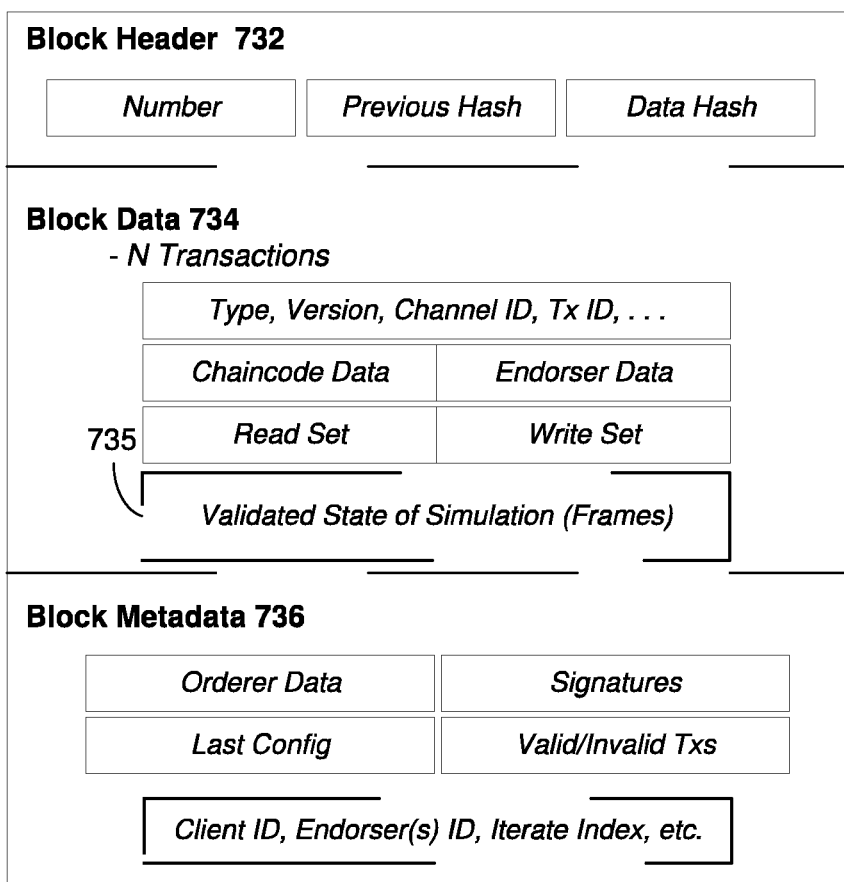 Block Header 732
Number Previous Hash Data Hash
Block Data 734
- N Transactions
Type, Version, Channel ID, Tx ID, . . .
Chaincode Data Endorser Data
735 Read Set Write Set
Validated State of Simulation (Frames)
Block Metadata 736
Orderer Data Signatures
Last Config Valid/Invalid Txs
Client ID, Endorser(s) ID, Iterate Index, etc.